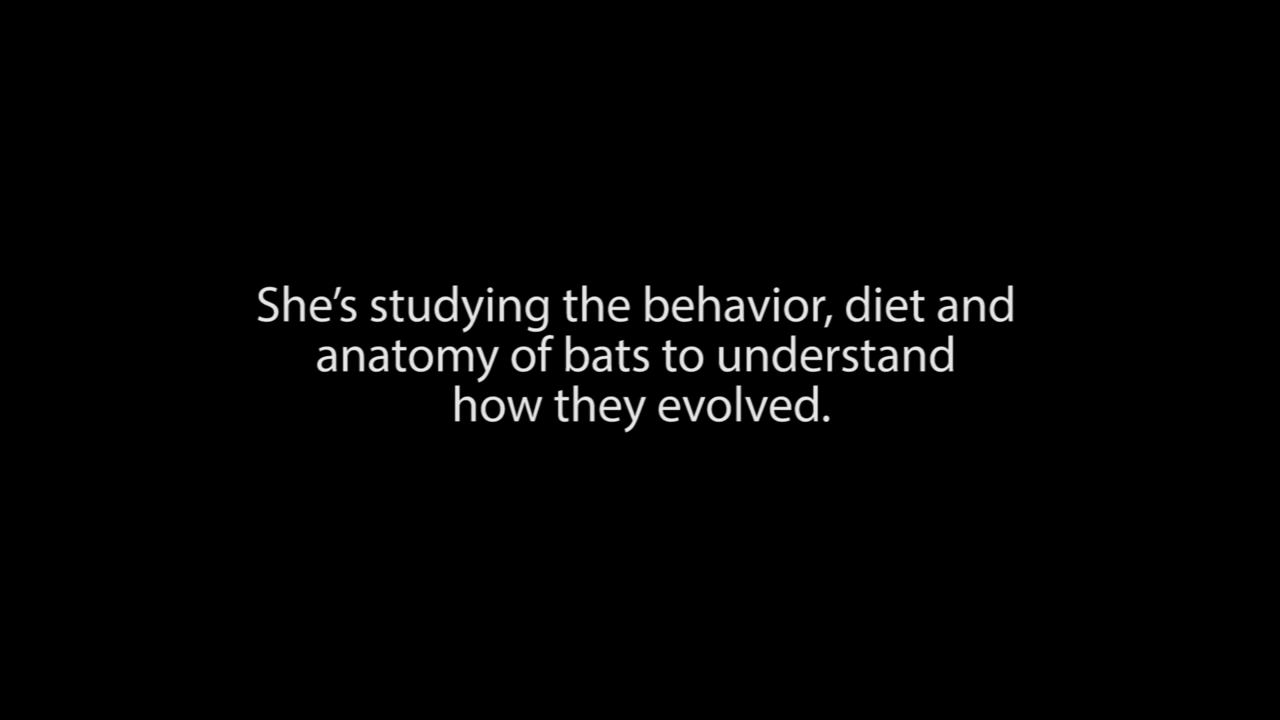 She’s studying the behavior, diet and
anatomy of bats to understand
how they evolved.